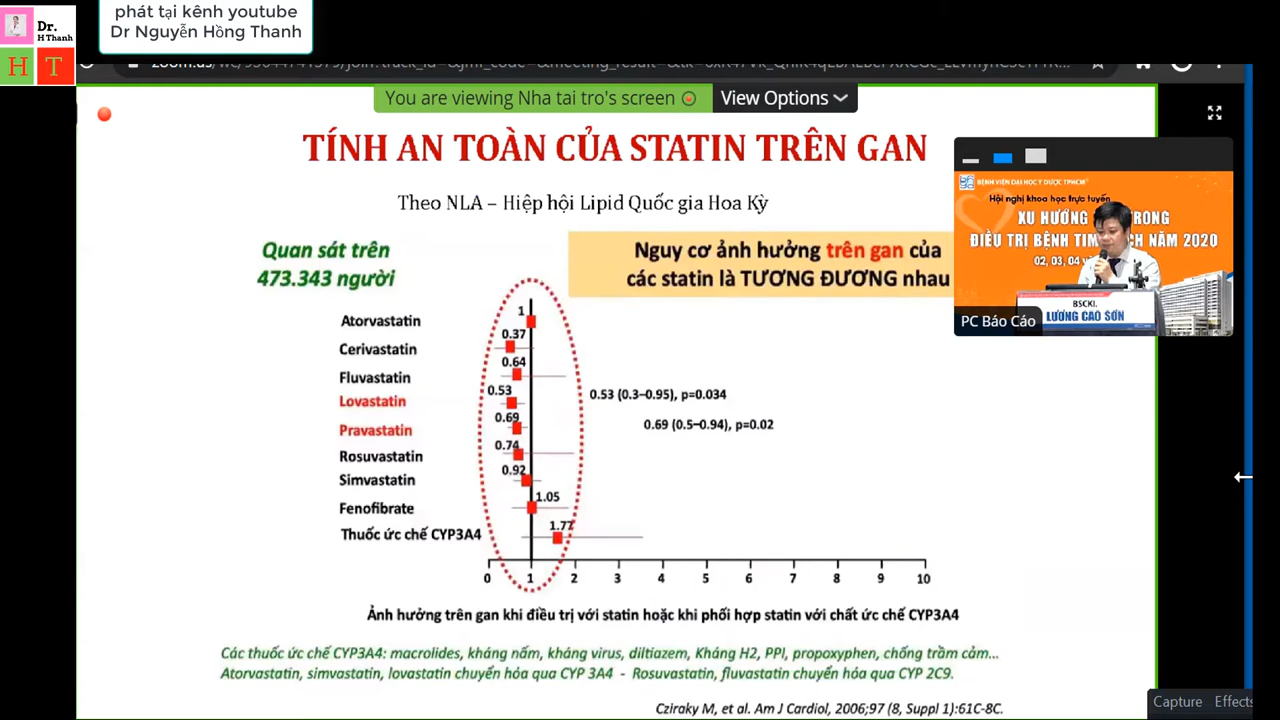 phát tại kênh youtube
Dr Nguyễn Hồng Thanh
Dr.
H Thanh
H T
You are viewing Nha tai tro's screen
View Options
TÍNH AN TOÀN CỦA STATIN TRÊN GAN
Theo NLA – Hiệp hội Lipid Quốc gia Hoa Kỳ
Quan sát trên
473.343 người
Nguy cơ ảnh hưởng trên gan của
các statin là TƯƠNG ĐƯƠNG nhau
BỆNH VIỆN ĐẠI HỌC Y DƯỢC TPHCM
Hội nghị khoa học trực tuyến
XU HƯỚNG TRONG
ĐIỀU TRỊ BỆNH TIM CH NĂM 2020
02, 03, 04
BSCKI.
LƯƠNG CAO SƠN
PC Báo Cáo
Atorvastatin 1
Cerivastatin 0.37
Fluvastatin 0.64
Lovastatin 0.53 0.53 (0.3–0.95), p=0.034
Pravastatin 0.69 0.69 (0.5–0.94), p=0.02
Rosuvastatin 0.74
Simvastatin 0.92
Fenofibrate 1.05
Thuốc ức chế CYP3A4 1.77
0 1 2 3 4 5 6 7 8 9 10
Ảnh hưởng trên gan khi điều trị với statin hoặc khi phối hợp statin với chất ức chế CYP3A4
Các thuốc ức chế CYP3A4: macrolides, kháng nấm, kháng virus, diltiazem, Kháng H2, PPI, propoxyphen, chống trầm cảm...
Atorvastatin, simvastatin, lovastatin chuyển hóa qua CYP 3A4 - Rosuvastatin, fluvastatin chuyển hóa qua CYP 2C9.
Cziraky M, et al. Am J Cardiol, 2006;97 (8, Suppl 1):61C-8C.
Capture Effects